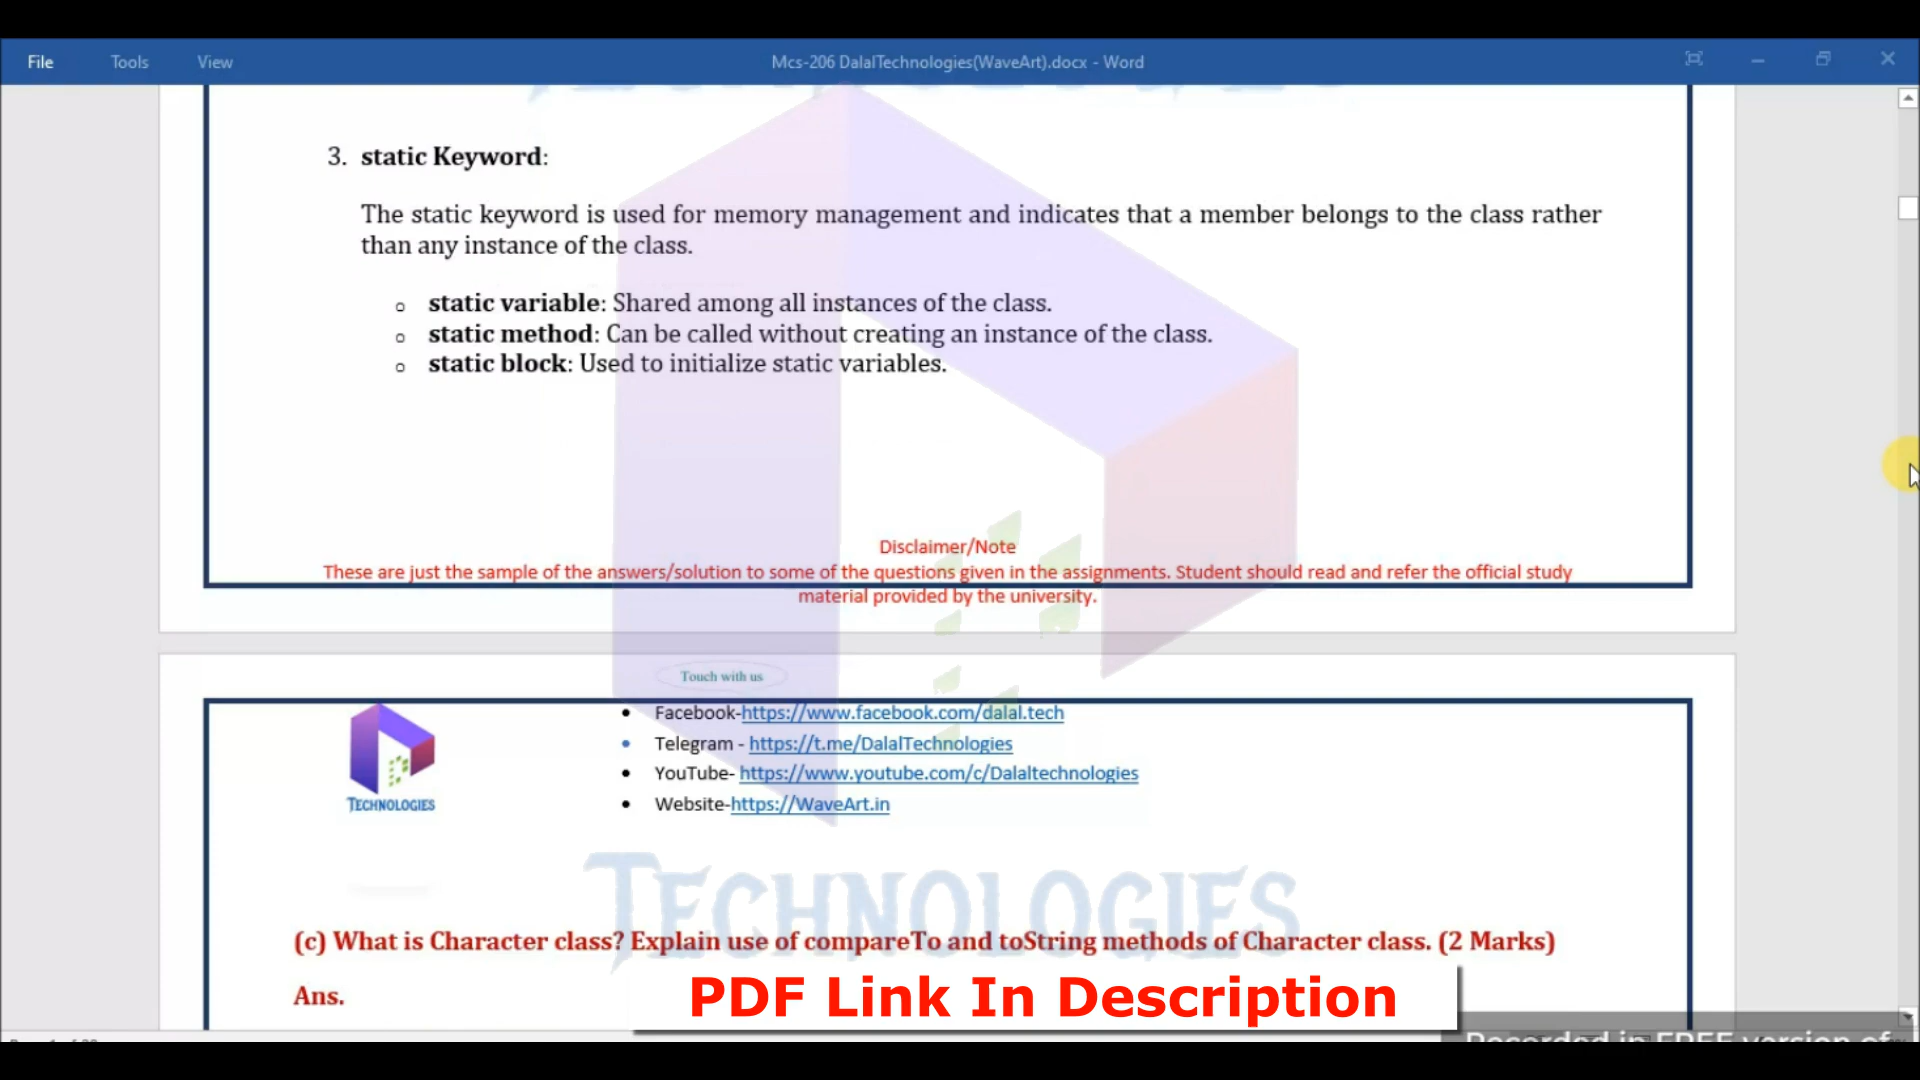 File Tools View Mcs-206 DalalTechnologies(WaveArt).docx - Word
3. static Keyword:
The static keyword is used for memory management and indicates that a member belongs to the class rather
than any instance of the class.
o static variable: Shared among all instances of the class.
o static method: Can be called without creating an instance of the class.
o static block: Used to initialize static variables.
Disclaimer/Note
These are just the sample of the answers/solution to some of the questions given in the assignments. Student should read and refer the official study
material provided by the university.
Touch with us
• Facebook-https://www.facebook.com/dalal.tech
• Telegram - https://t.me/DalalTechnologies
• YouTube- https://www.youtube.com/c/Dalaltechnologies
• Website-https://WaveArt.in
TECHNOLOGIES
TECHNOLOGIES
(c) What is Character class? Explain use of compareTo and toString methods of Character class. (2 Marks)
Ans.
PDF Link In Description
Recorded in FREE version of